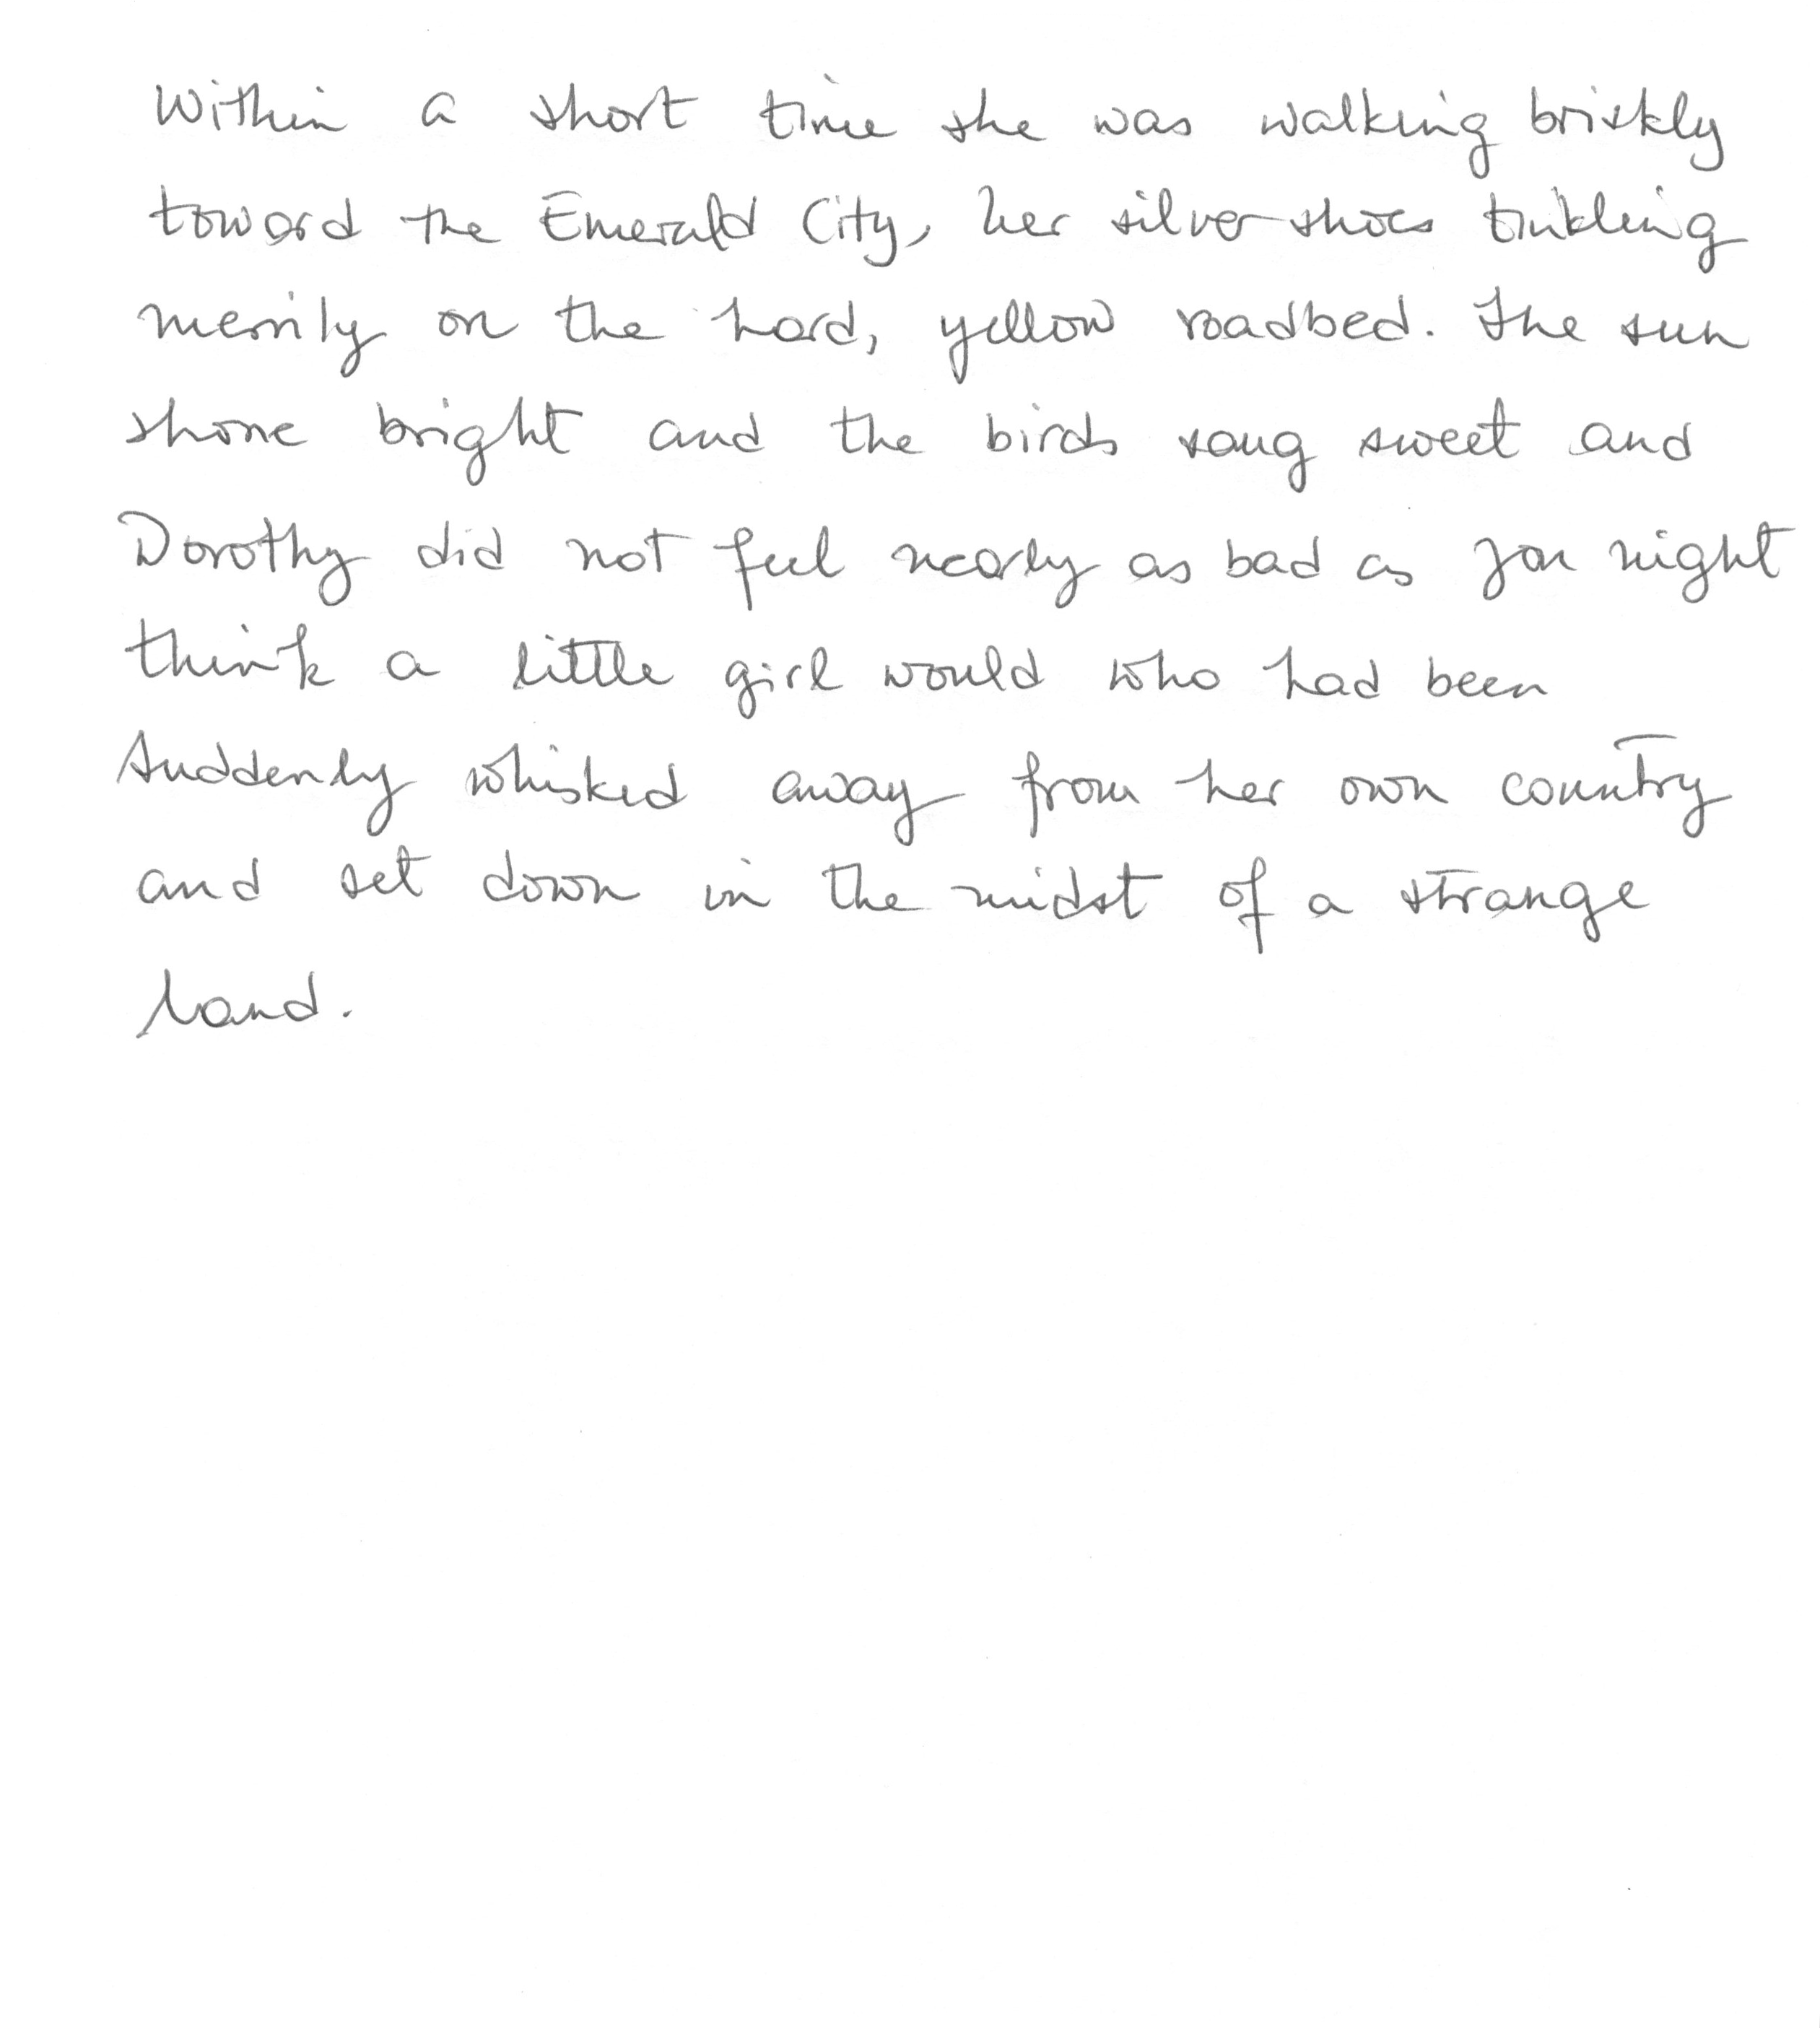 Within a short time she was walking briskly
toward the Emerald City, her silver shoes tinkling
merrily on the hard, yellow roadbed. The sun
shone bright and the birds sang sweet and
Dorothy did not feel nearly as bad as you might
think a little girl would who had been
suddenly whisked away from her own country
and set down in the midst of a strange
land.